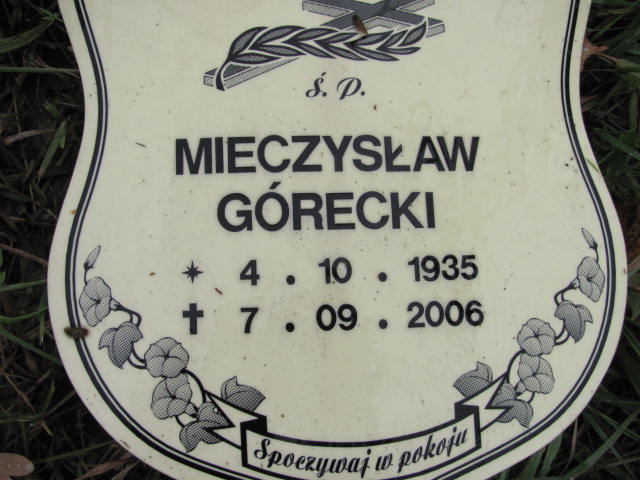 Ś. P.
MIECZYSŁAW
GÓRECKI
✴ 4 . 10 . 1935
✝ 7 . 09 . 2006
Spoczywaj w pokoju